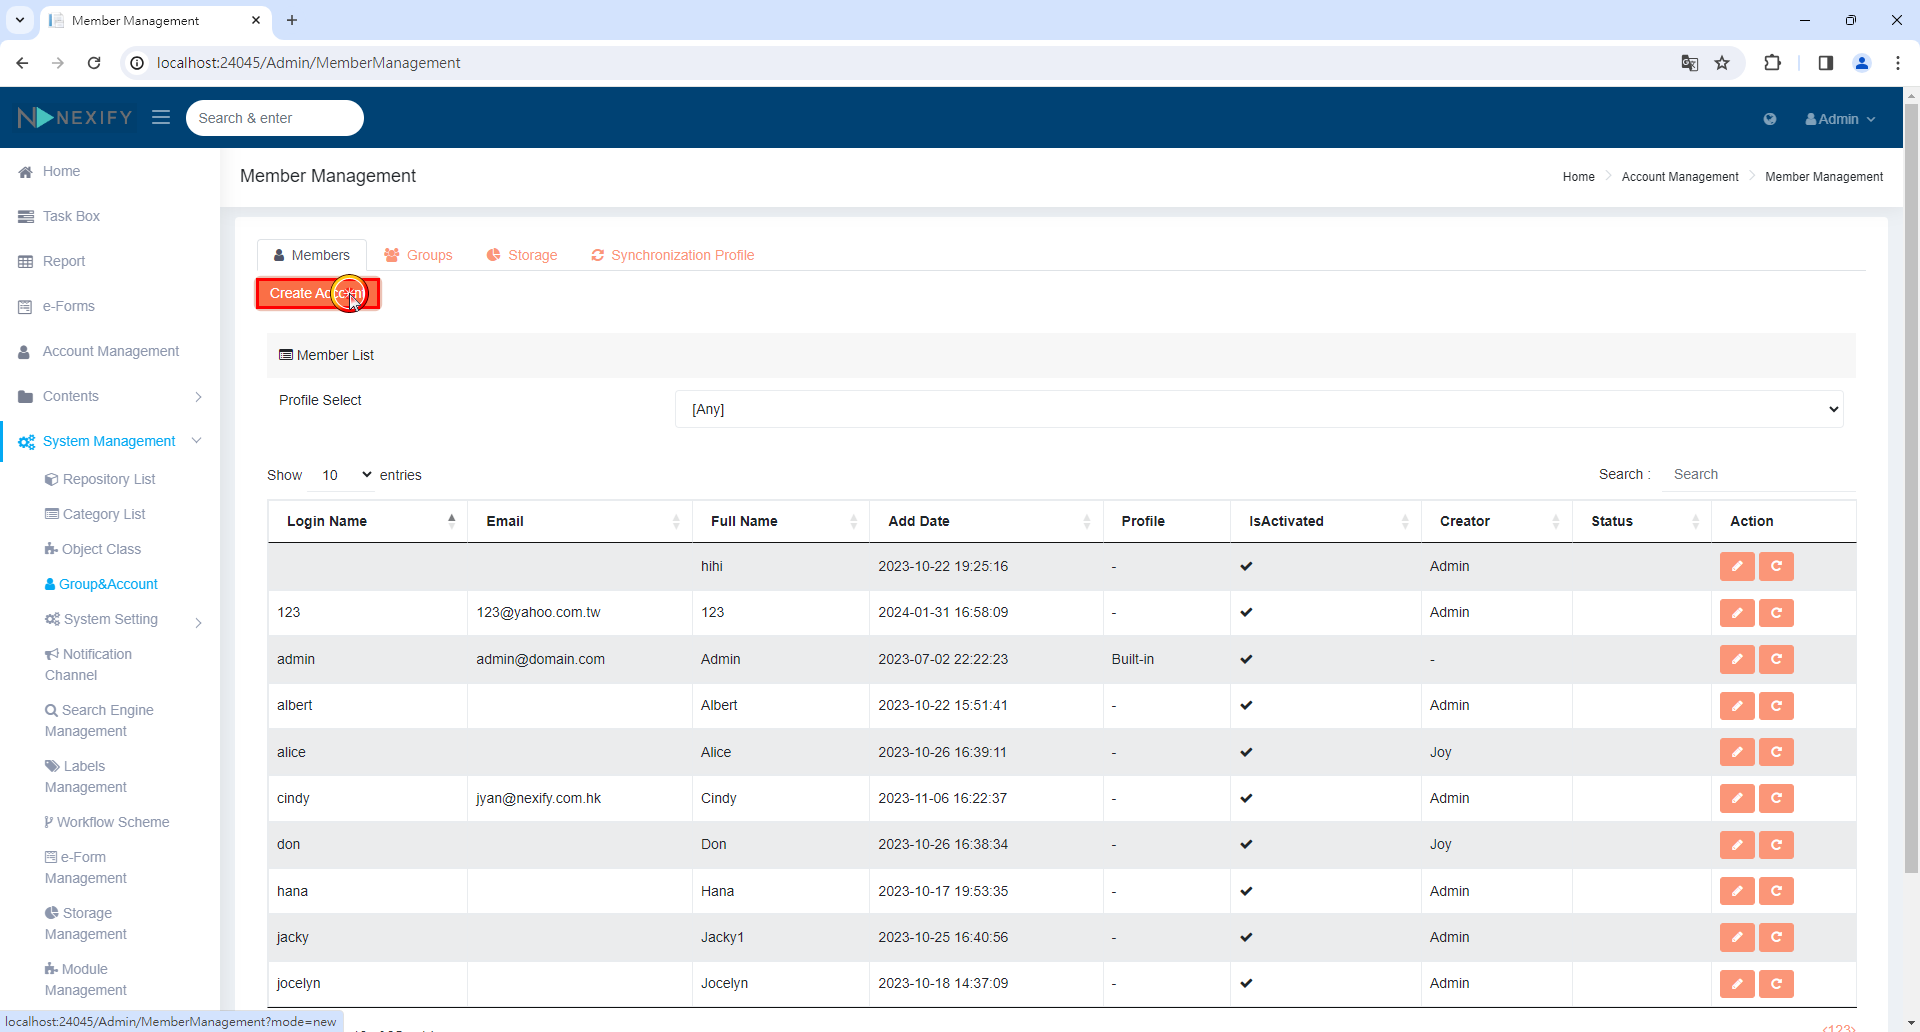 Member Management
localhost:24045/Admin/MemberManagement
NEXIFY
Search & enter
Admin
Home
Task Box
Report
e-Forms
Account Management
Contents
System Management
Repository List
Category List
Object Class
Group&Account
System Setting
Notification
Channel
Search Engine
Management
Labels
Management
Workflow Scheme
e-Form
Management
Storage
Management
Module
Management
Member Management
Home Account Management Member Management
Members Groups Storage Synchronization Profile
Create Account
Member List
Profile Select [Any]
Show 10 entries Search : Search
Login Name Email Full Name Add Date Profile IsActivated Creator Status Action
hihi 2023-10-22 19:25:16 - Admin
123 123@yahoo.com.tw 123 2024-01-31 16:58:09 - Admin
admin admin@domain.com Admin 2023-07-02 22:22:23 Built-in -
albert Albert 2023-10-22 15:51:41 - Admin
alice Alice 2023-10-26 16:39:11 - Joy
cindy jyan@nexify.com.hk Cindy 2023-11-06 16:22:37 - Admin
don Don 2023-10-26 16:38:34 - Joy
hana Hana 2023-10-17 19:53:35 - Admin
jacky Jacky1 2023-10-25 16:40:56 - Admin
jocelyn Jocelyn 2023-10-18 14:37:09 - Admin
localhost:24045/Admin/MemberManagement?mode=new